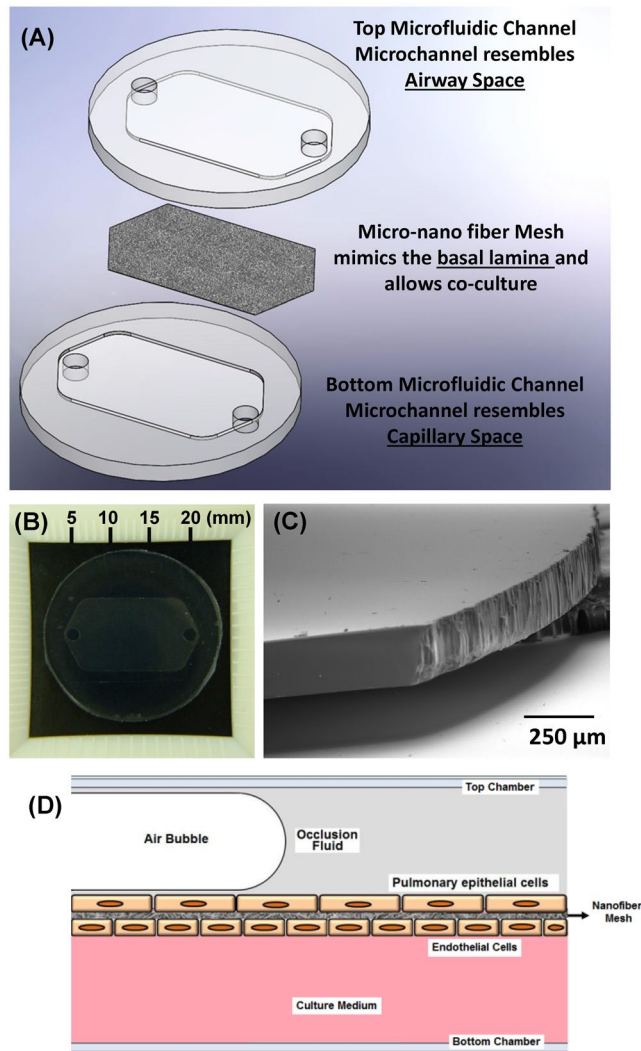 (A)
Top Microfluidic Channel
Microchannel resembles
Airway Space
Micro-nano fiber Mesh
mimics the basal lamina and
allows co-culture
Bottom Microfluidic Channel
Microchannel resembles
Capillary Space
(B)
5 10 15 20 (mm)
(C)
250 µm
(D)
Top Chamber
Air Bubble
Occlusion
Fluid
Pulmonary epithelial cells
Nanofiber
Mesh
Endothelial Cells
Culture Medium
Bottom Chamber